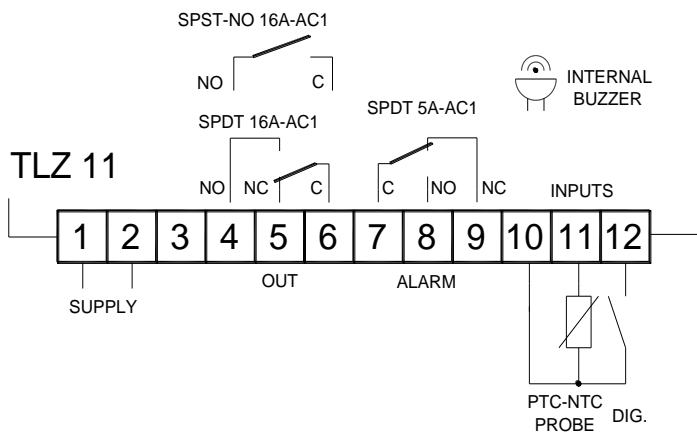 SPST-NO 16A-AC1
NO C
INTERNAL
BUZZER
SPDT 16A-AC1
SPDT 5A-AC1
TLZ 11
NO NC C
C NO NC
INPUTS
1 2 3 4 5 6 7 8 9 10 11 12
SUPPLY
OUT
ALARM
PTC-NTC
PROBE
DIG.